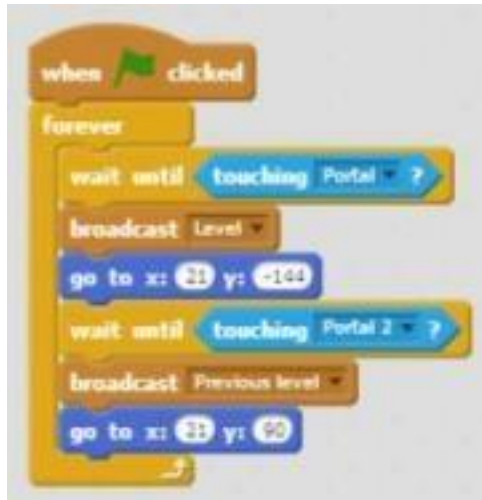 when clicked
forever
wait until touching Portal ?
broadcast Level
go to x: 21 y: -144
wait until touching Portal 2 ?
broadcast Previous level
go to x: 21 y: 90